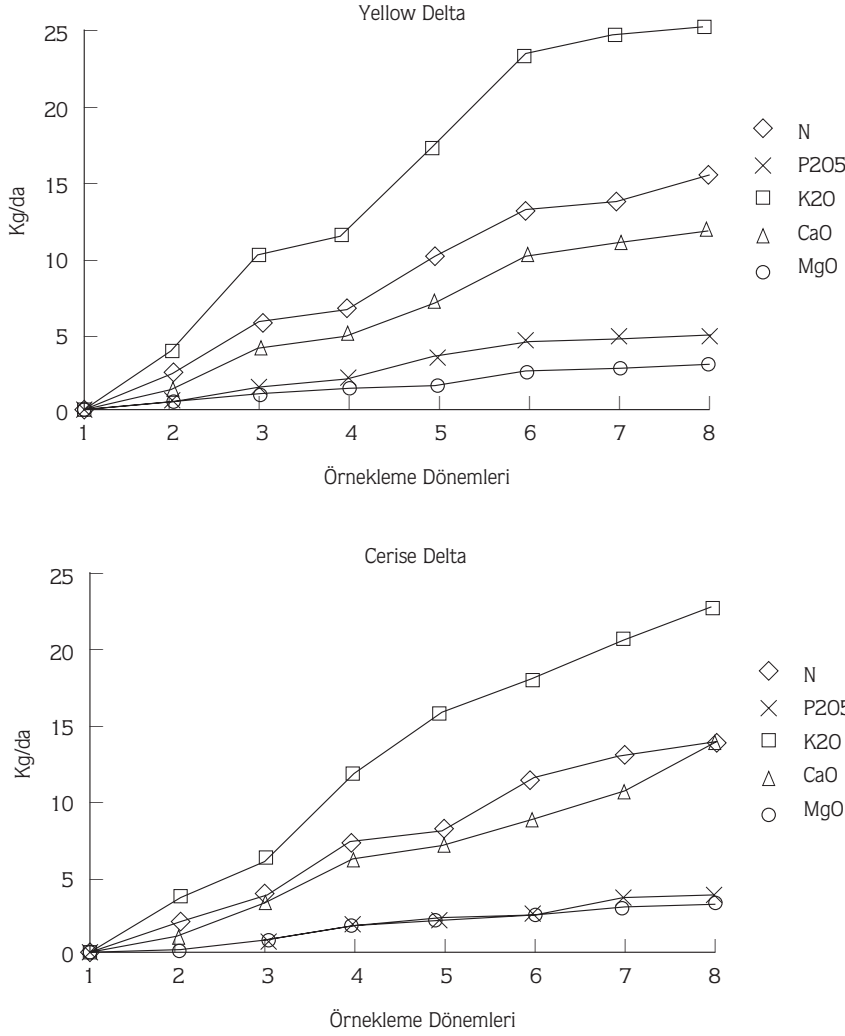 Yellow Delta
25
20
15
10
5
0
Kg/da
1 2 3 4 5 6 7 8
Örnekleme Dönemleri
N
P2O5
K2O
CaO
MgO
Cerise Delta
25
20
15
10
5
0
Kg/da
1 2 3 4 5 6 7 8
Örnekleme Dönemleri
N
P2O5
K2O
CaO
MgO